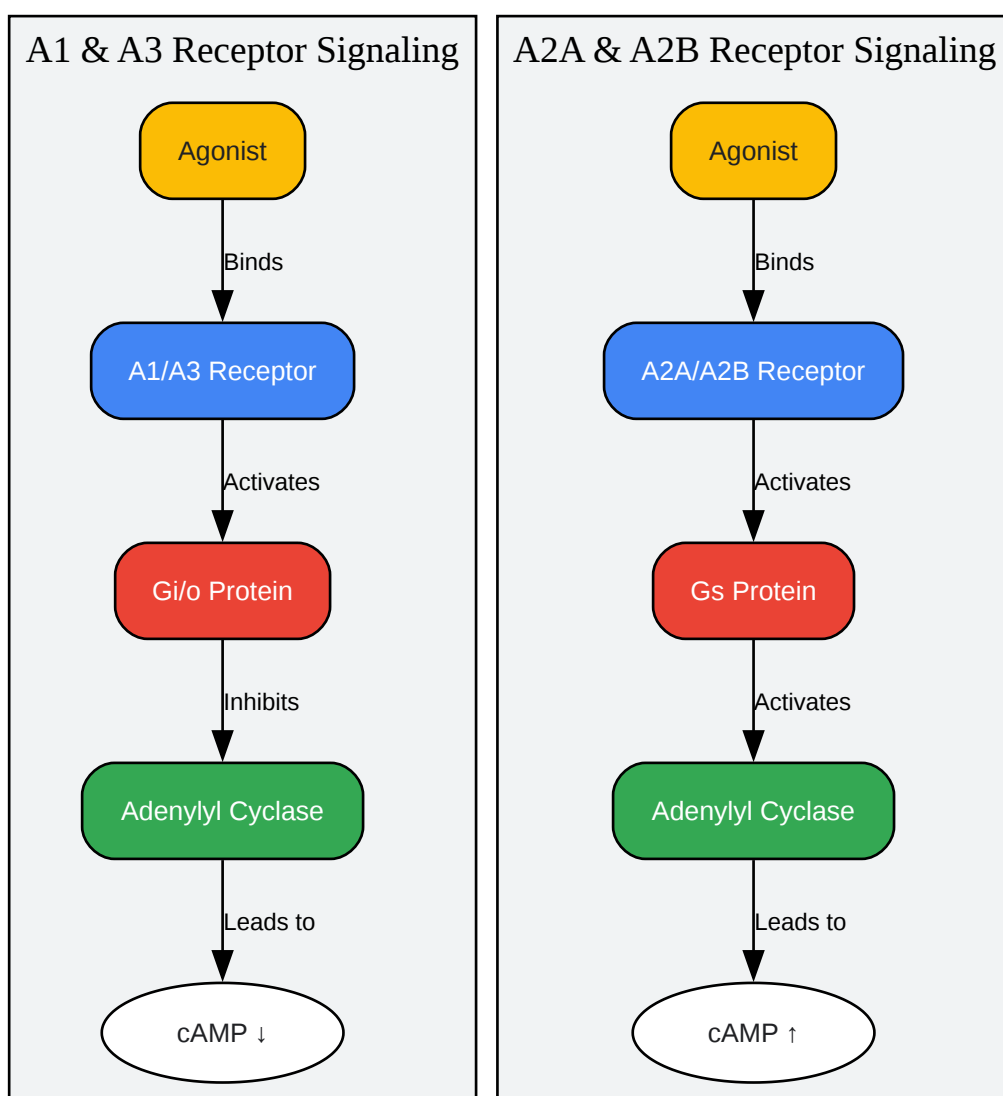 A1 & A3 Receptor Signaling
Agonist
Binds
A1/A3 Receptor
Activates
Gi/o Protein
Inhibits
Adenylyl Cyclase
Leads to
cAMP ↓
A2A & A2B Receptor Signaling
Agonist
Binds
A2A/A2B Receptor
Activates
Gs Protein
Activates
Adenylyl Cyclase
Leads to
cAMP ↑